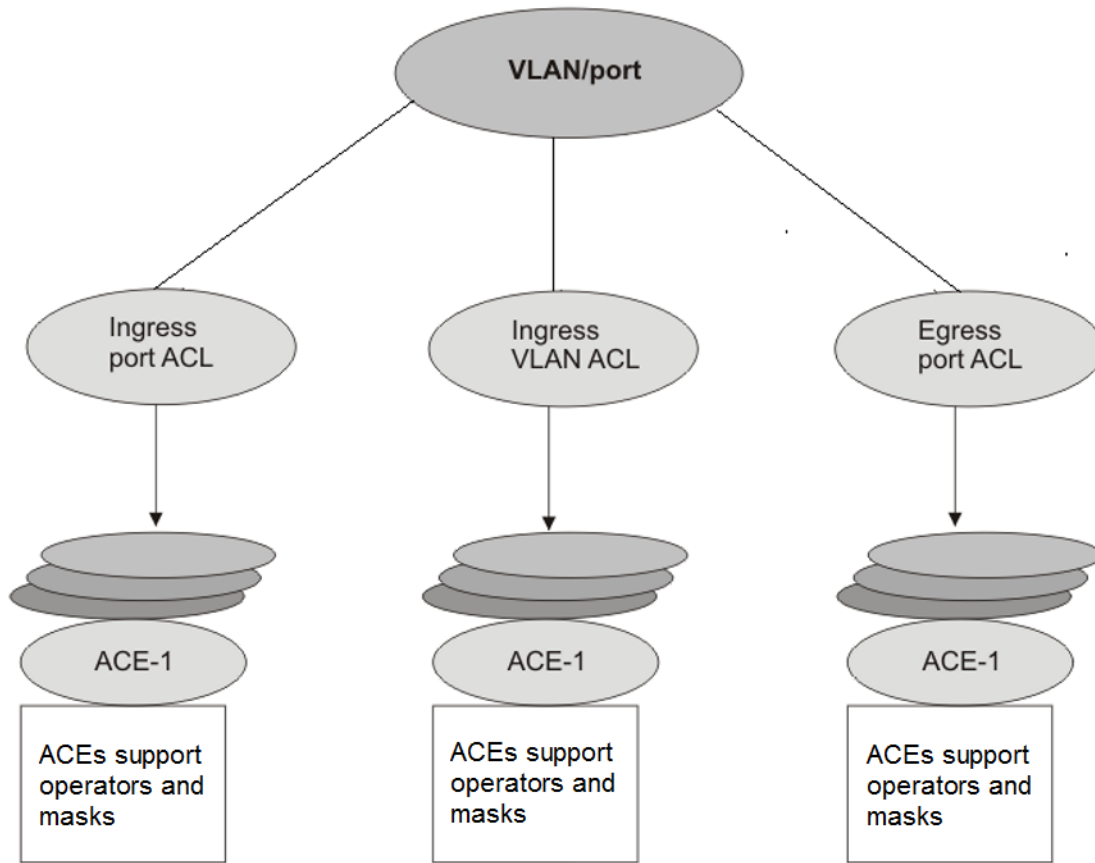 VLAN/port
Ingress
port ACL
Ingress
VLAN ACL
Egress
port ACL
ACE-1
ACE-1
ACE-1
ACEs support
operators and
masks
ACEs support
operators and
masks
ACEs support
operators and
masks